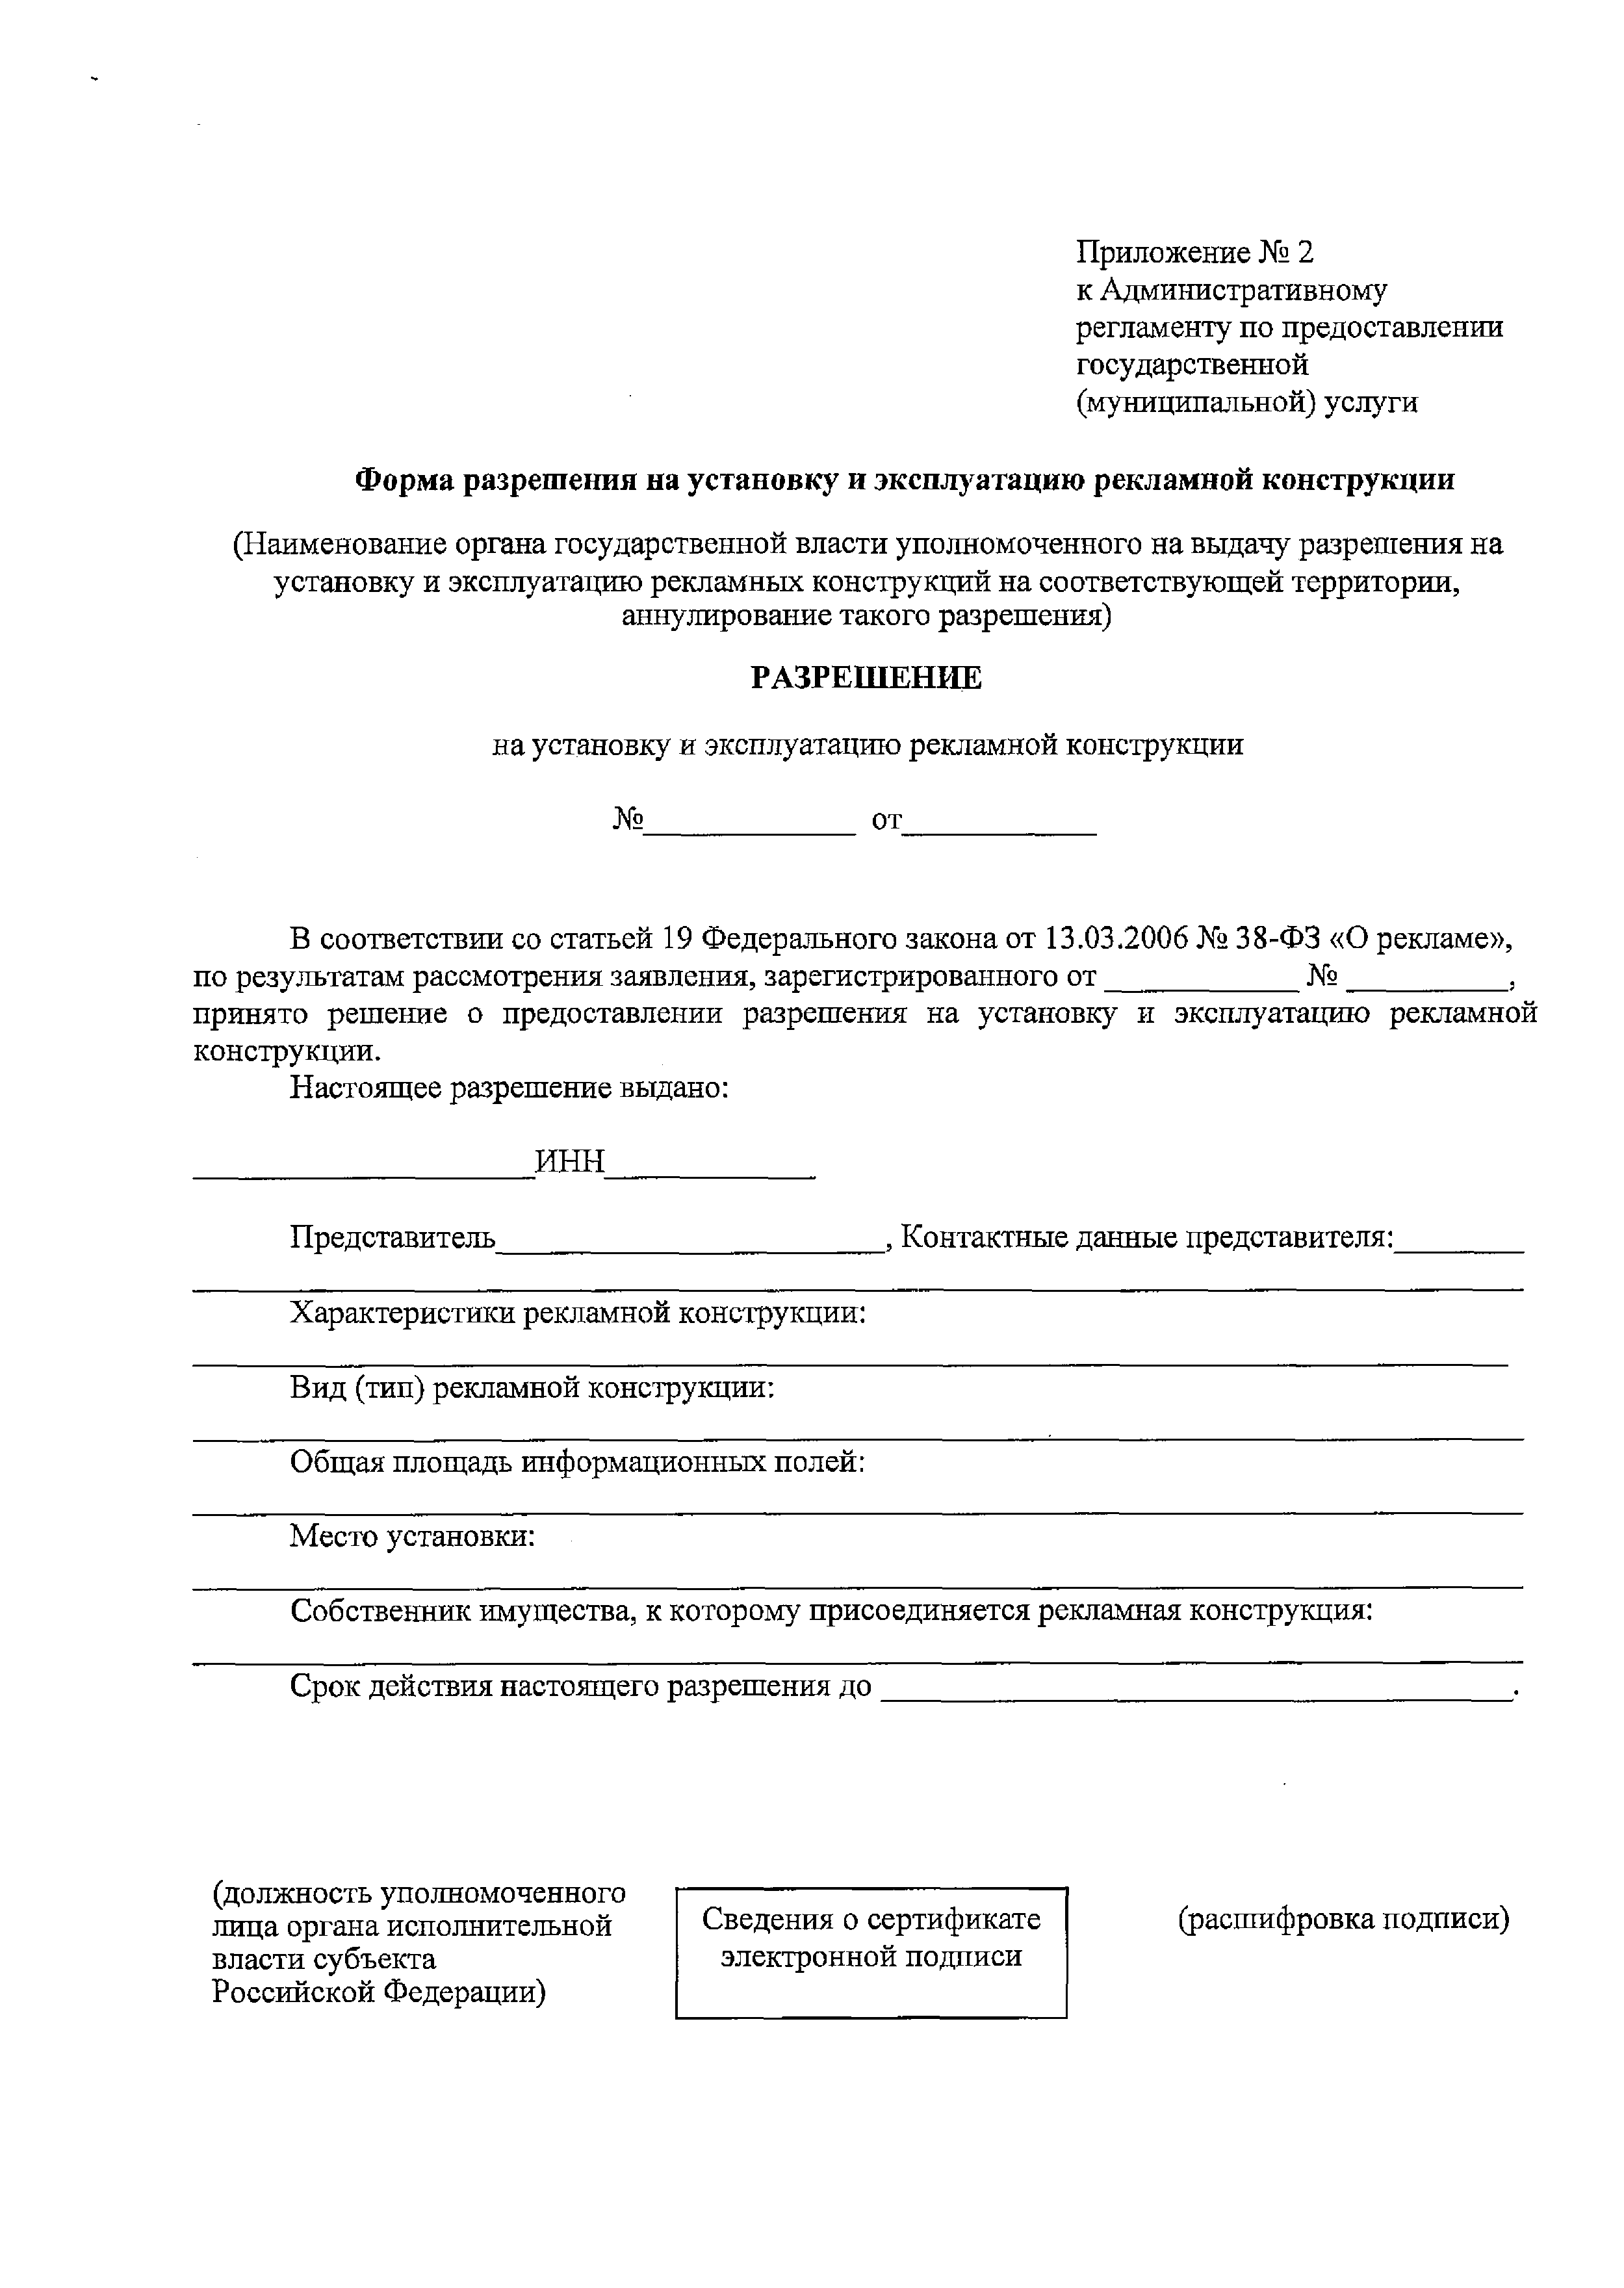 Приложение № 2
к Административному
регламенту по предоставлении
государственной
(муниципальной) услуги
Форма разрешения на установку и эксплуатацию рекламной конструкции
(Наименование органа государственной власти уполномоченного на выдачу разрешения на
установку и эксплуатацию рекламных конструкций на соответствующей территории,
аннулирование такого разрешения)
РАЗРЕШЕНИЕ
на установку и эксплуатацию рекламной конструкции
№_____________ от____________
В соответствии со статьей 19 Федерального закона от 13.03.2006 № 38-ФЗ «О рекламе»,
по результатам рассмотрения заявления, зарегистрированного от ____________ № __________,
принято решение о предоставлении разрешения на установку и эксплуатацию рекламной
конструкции.
Настоящее разрешение выдано:
_____________________ИНН_____________
Представитель________________________, Контактные данные представителя:________
Характеристики рекламной конструкции:
Вид (тип) рекламной конструкции:
Общая площадь информационных полей:
Место установки:
Собственник имущества, к которому присоединяется рекламная конструкция:
Срок действия настоящего разрешения до _______________________________________.
(должность уполномоченного
лица органа исполнительной
власти субъекта
Российской Федерации)
Сведения о сертификате
электронной подписи
(расшифровка подписи)